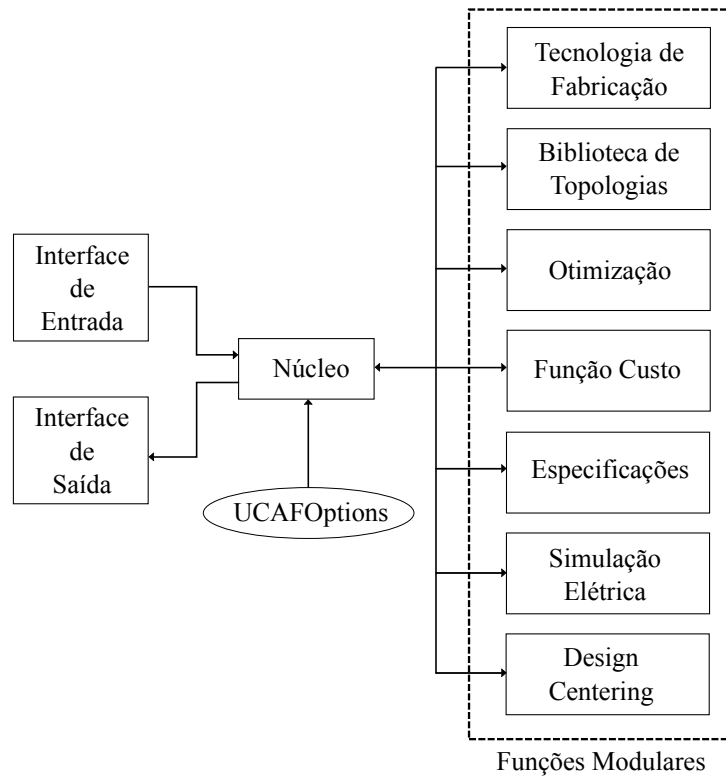 Interface
de
Entrada
Interface
de
Saída
Núcleo
UCAFOptions
Tecnologia de
Fabricação
Biblioteca de
Topologias
Otimização
Função Custo
Especificações
Simulação
Elétrica
Design
Centering
Funções Modulares